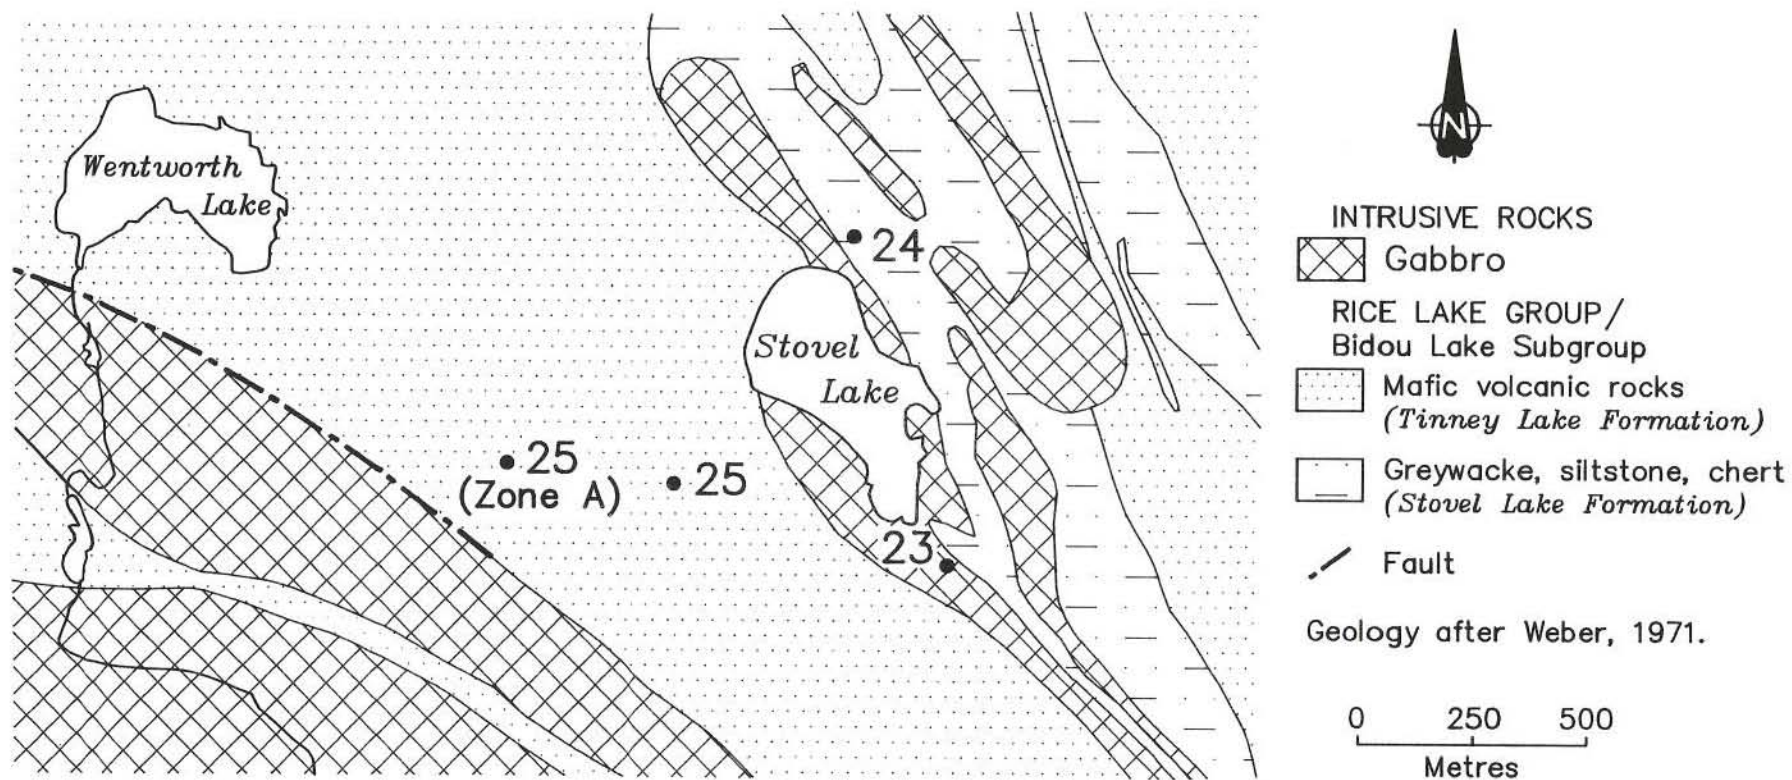 Wentworth
Lake
24
Stovel
Lake
25
(Zone A)
25
23
N
INTRUSIVE ROCKS
Gabbro
RICE LAKE GROUP/
Bidou Lake Subgroup
Mafic volcanic rocks
(Tinney Lake Formation)
Greywacke, siltstone, chert
(Stovel Lake Formation)
Fault
Geology after Weber, 1971.
0 250 500
Metres